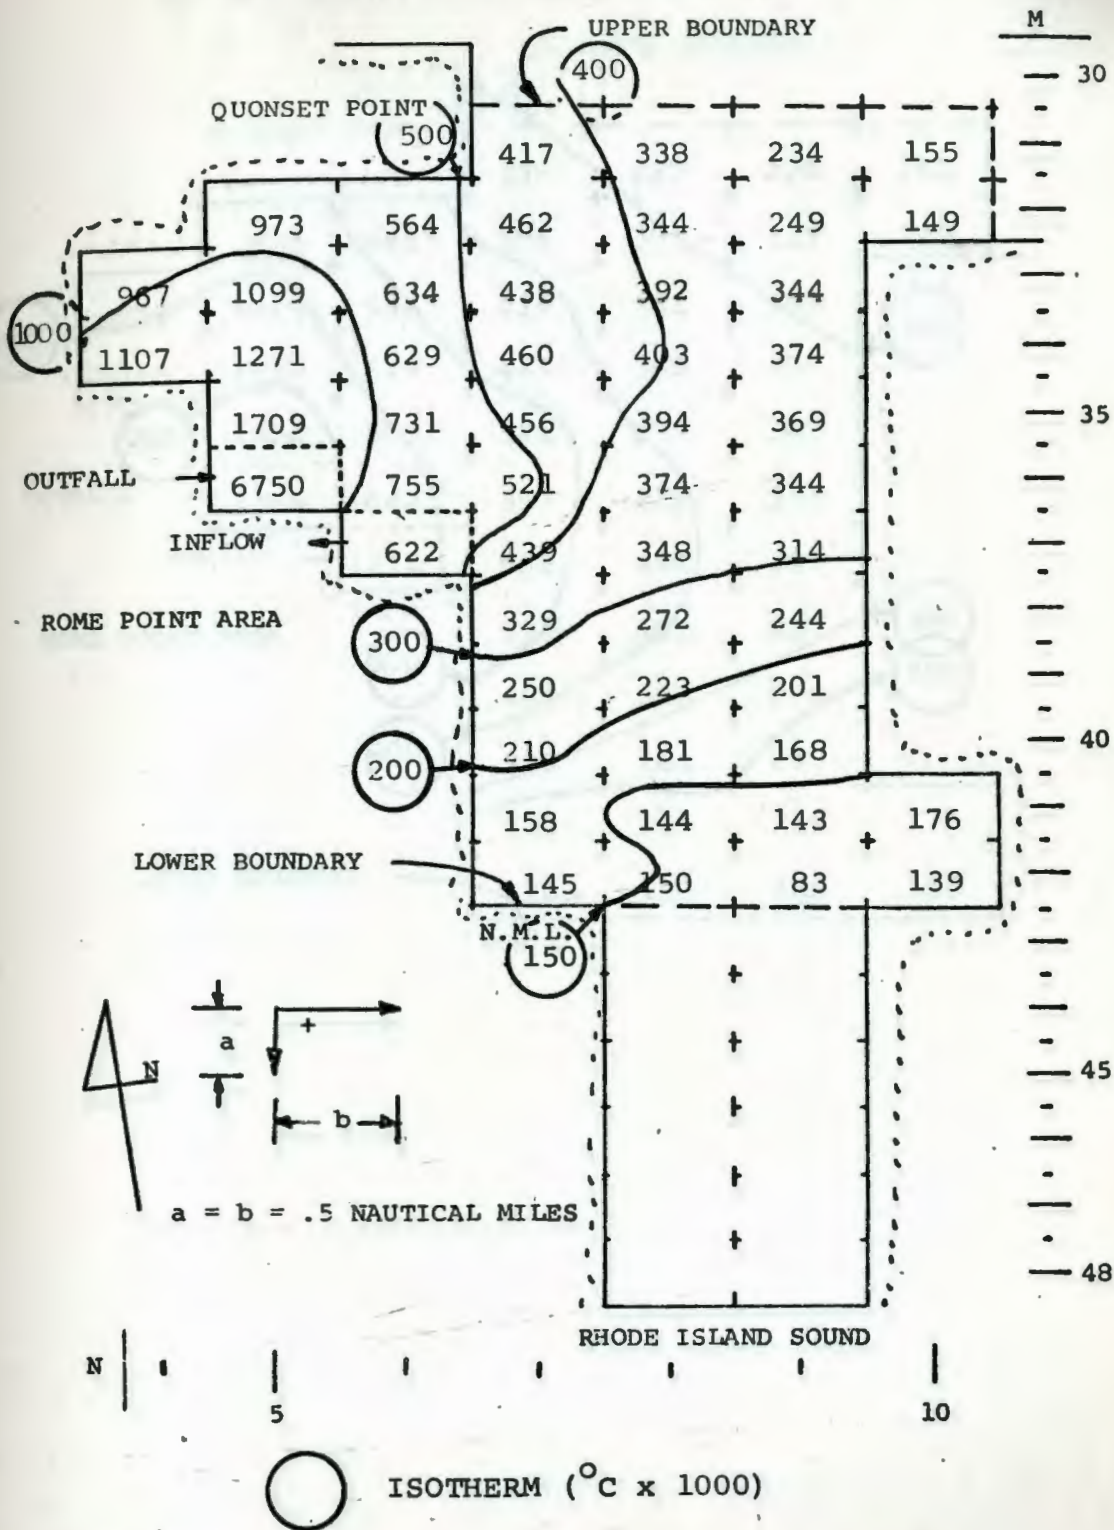 UPPER BOUNDARY
M
400
30
QUONSET POINT
500
417 338 234 155
973 564 462 344 249 149
967 1099 634 438 392 344
1000
1107 1271 629 460 403 374
1709 731 456 394 369
35
OUTFALL
6750 755 521 374 344
INFLOW
622 439 348 314
ROME POINT AREA
329 272 244
300
250 223 201
210 181 168
40
200
158 144 143 176
LOWER BOUNDARY
145 150 83 139
N.M.L.
150
+
a
N
b
45
a = b = .5 NAUTICAL MILES
48
RHODE ISLAND SOUND
N
5
10
ISOTHERM (°C x 1000)